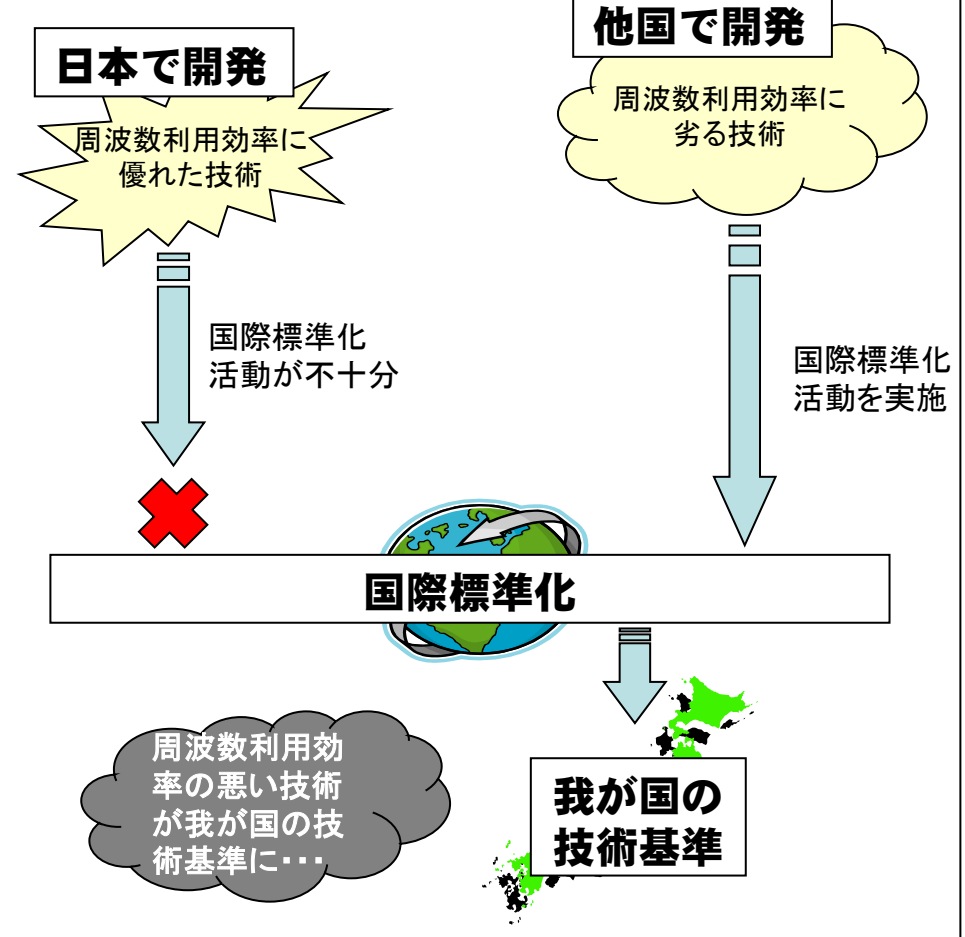 日本で開発
他国で開発
周波数利用効率に
優れた技術
周波数利用効率に
劣る技術
国際標準化
活動が不十分
国際標準化
活動を実施
国際標準化
周波数利用効
率の悪い技術
が我が国の技
術基準に・・・
我が国の
技術基準